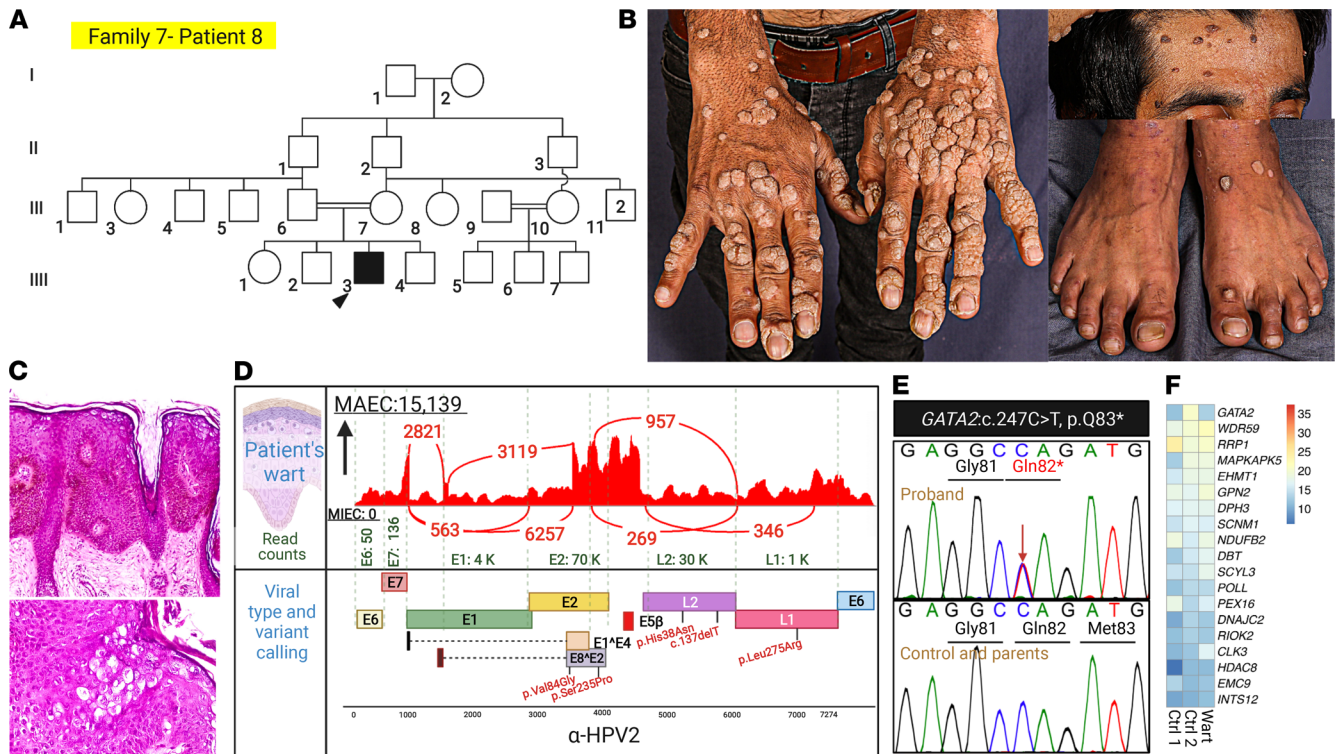 A
Family 7- Patient 8
I
1 2
II
1 2 3
III
1 3 4 5 6 7 8 9 10 11 2
IIII
1 2 3 4 5 6 7
B
C
D
Patient's
wart
Read
counts
MAEC:15,139
2821
3119
957
MIEC: 0
563
6257
269
346
E6: 50
E7: 136
E1: 4 K
E2: 70 K
L2: 30 K
L1: 1 K
Viral
type and
variant
calling
E7
E6
E1
E2
E5β
L2
L1
E6
E1^E4
E8^E2
p.Val84Gly
p.Ser235Pro
p.His38Asn
c.137delT
p.Leu275Arg
0 1000 2000 3000 4000 5000 6000 7000 7274
α-HPV2
E
GATA2:c.247C>T, p.Q83*
G A G G C C A G A T G
Gly81 Gln82*
Proband
G A G G C C A G A T G
Gly81 Gln82 Met83
Control and parents
F
GATA2
WDR59
RRP1
MAPKAPK5
EHMT1
GPN2
DPH3
SCNM1
NDUFB2
DBT
SCYL3
POLL
PEX16
DNAJC2
RIOK2
CLK3
HDAC8
EMC9
INTS12
Ctrl 1
Ctrl 2
Wart
35
30
25
20
15
10